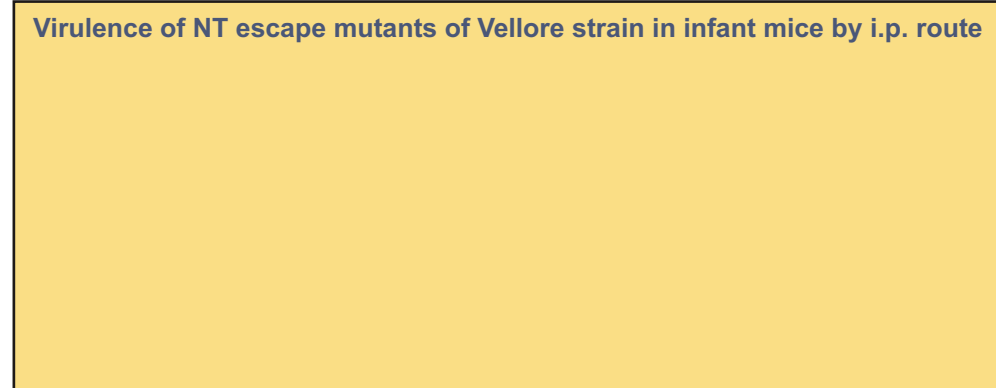 Virulence of NT escape mutants of Vellore strain in infant mice by i.p. route